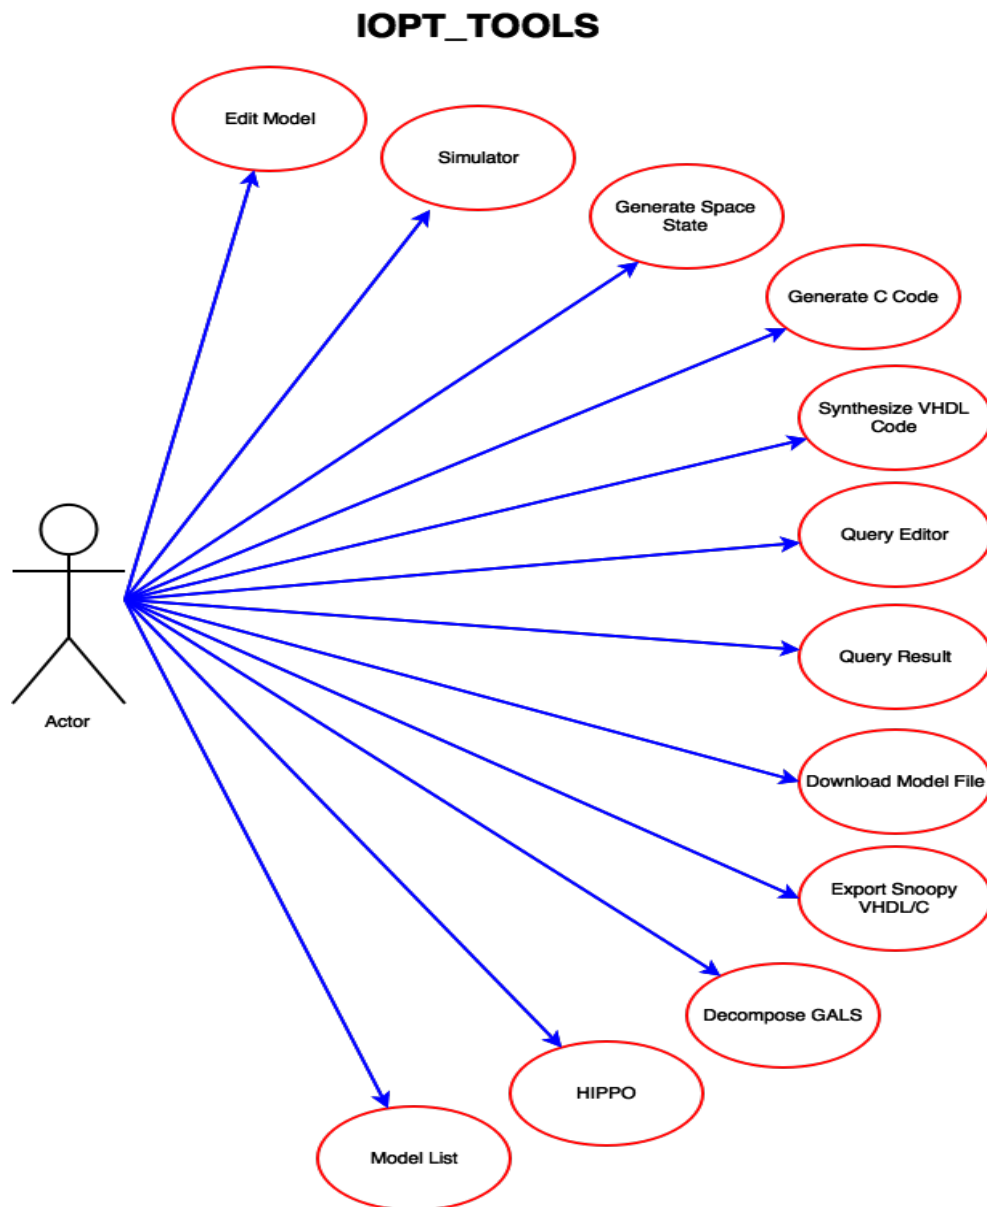 IOPT_TOOLS
Edit Model
Simulator
Generate Space
State
Generate C Code
Synthesize VHDL
Code
Query Editor
Query Result
Download Model File
Export Snoopy
VHDL/C
Decompose GALS
HIPPO
Model List
Actor